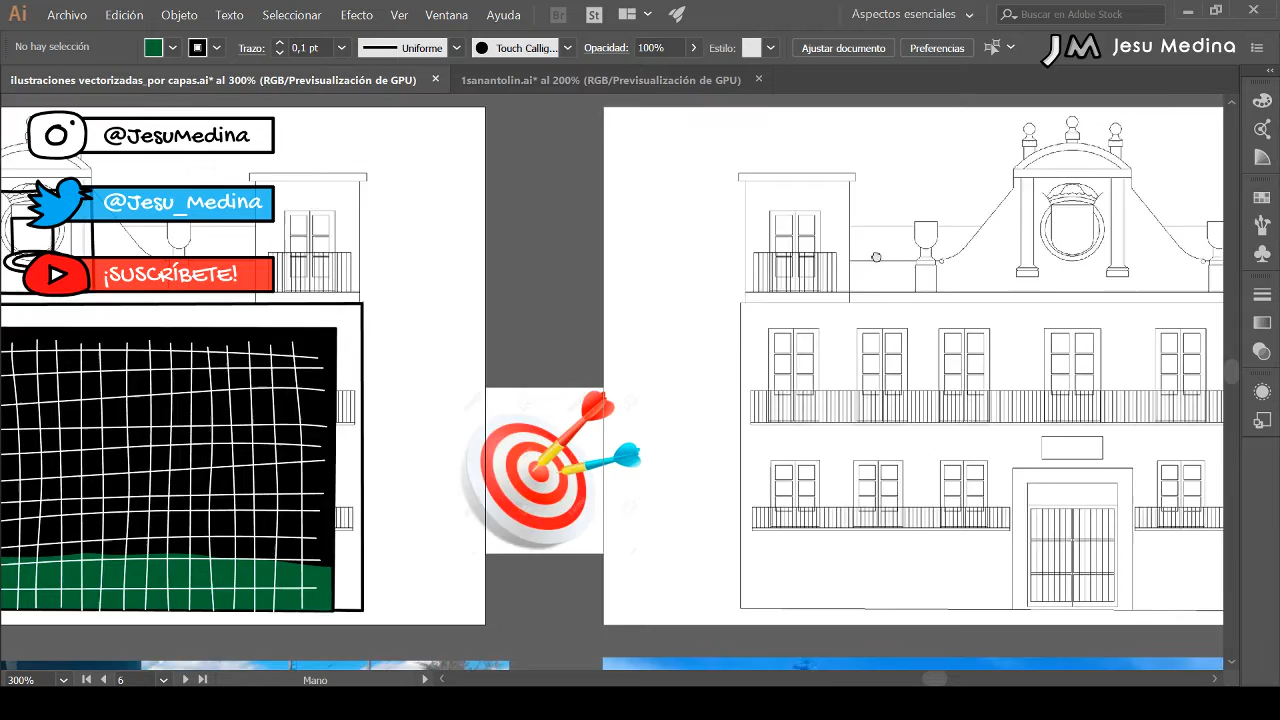 Ai Archivo Edición Objeto Texto Seleccionar Efecto Ver Ventana Ayuda Br St Aspectos esenciales Buscar en Adobe Stock
No hay selección Trazo: 0,1 pt Uniforme Touch Callig... Opacidad: 100% Estilo: Ajustar documento Preferencias JM Jesu Medina
ilustraciones vectorizadas_por capas.ai* al 300% (RGB/Previsualización de GPU) 1sanantolin.ai* al 200% (RGB/Previsualización de GPU)
@JesuMedina
@Jesu_Medina
¡SUSCRÍBETE!
300% 6 Mano